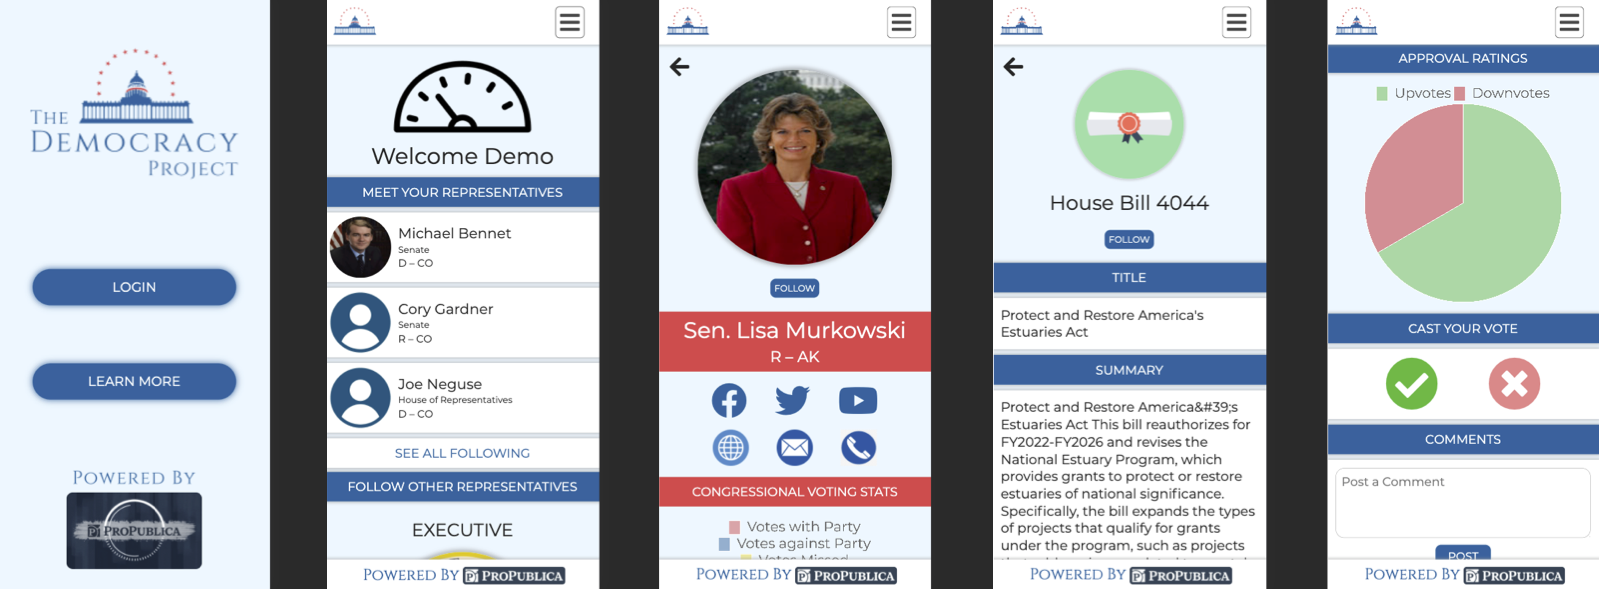 THE
DEMOCRACY
PROJECT
LOGIN
LEARN MORE
POWERED BY
PROPUBLICA
Welcome Demo
MEET YOUR REPRESENTATIVES
Michael Bennet
Senate
D – CO
Cory Gardner
Senate
R – CO
Joe Neguse
House of Representatives
D – CO
SEE ALL FOLLOWING
FOLLOW OTHER REPRESENTATIVES
EXECUTIVE
POWERED BY PROPUBLICA
FOLLOW
Sen. Lisa Murkowski
R – AK
CONGRESSIONAL VOTING STATS
Votes with Party
Votes against Party
Votes Missed
POWERED BY PROPUBLICA
House Bill 4044
FOLLOW
TITLE
Protect and Restore America's
Estuaries Act
SUMMARY
Protect and Restore America&#39;s
Estuaries Act This bill reauthorizes for
FY2022-FY2026 and revises the
National Estuary Program, which
provides grants to protect or restore
estuaries of national significance.
Specifically, the bill expands the types
of projects that qualify for grants
under the program, such as projects
POWERED BY PROPUBLICA
APPROVAL RATINGS
Upvotes Downvotes
CAST YOUR VOTE
COMMENTS
Post a Comment
POST
POWERED BY PROPUBLICA